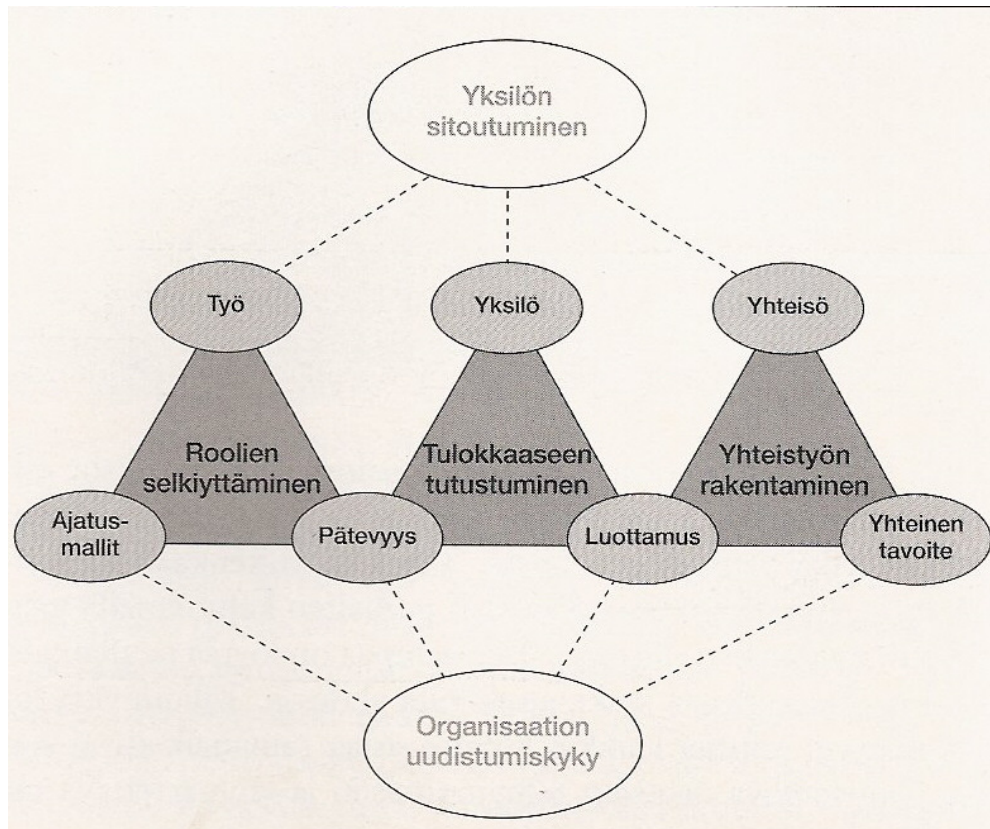 Yksilön
sitoutuminen
Työ
Yksilö
Yhteisö
Roolien
selkiyttäminen
Tulokkaaseen
tutustuminen
Yhteistyön
rakentaminen
Ajatus-
mallit
Pätevyys
Luottamus
Yhteinen
tavoite
Organisaation
uudistumiskyky